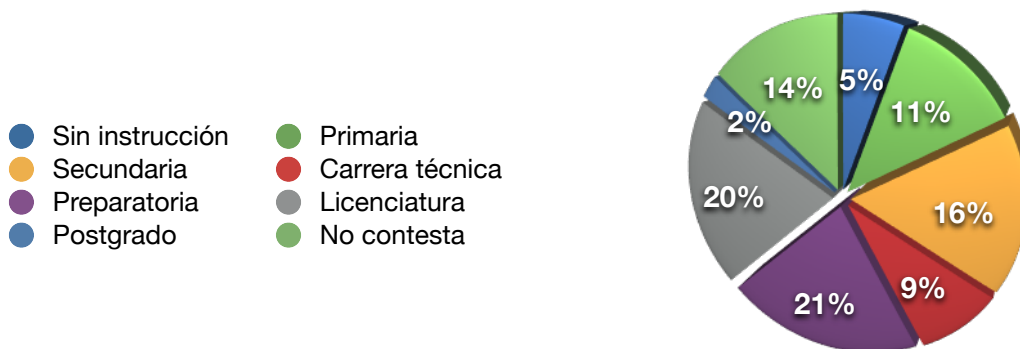 Sin instrucción
Primaria
Secundaria
Carrera técnica
Preparatoria
Licenciatura
Postgrado
No contesta
5%
11%
16%
9%
21%
20%
2%
14%